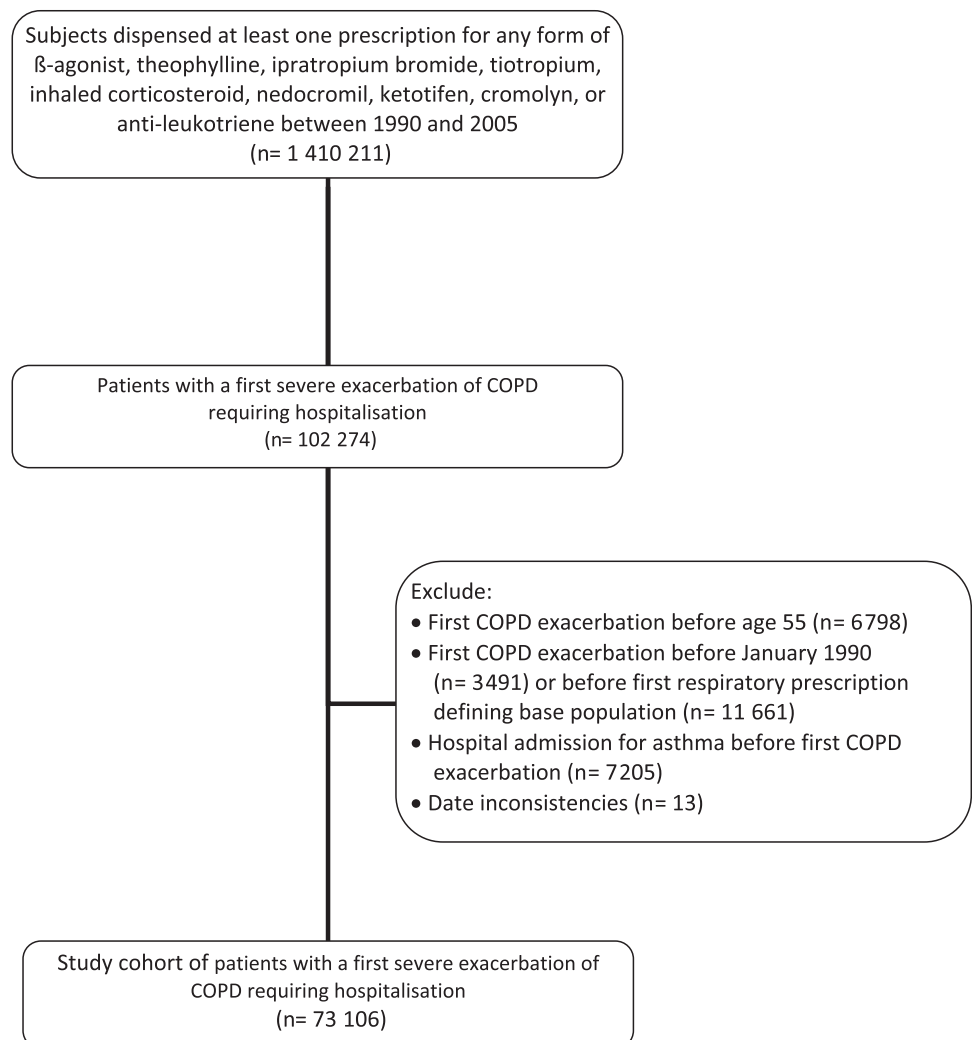 Subjects dispensed at least one prescription for any form of
ß-agonist, theophylline, ipratropium bromide, tiotropium,
inhaled corticosteroid, nedocromil, ketotifen, cromolyn, or
anti-leukotriene between 1990 and 2005
(n= 1 410 211)
Patients with a first severe exacerbation of COPD
requiring hospitalisation
(n= 102 274)
Exclude:
• First COPD exacerbation before age 55 (n= 6798)
• First COPD exacerbation before January 1990
(n= 3491) or before first respiratory prescription
defining base population (n= 11 661)
• Hospital admission for asthma before first COPD
exacerbation (n= 7205)
• Date inconsistencies (n= 13)
Study cohort of patients with a first severe exacerbation of
COPD requiring hospitalisation
(n= 73 106)